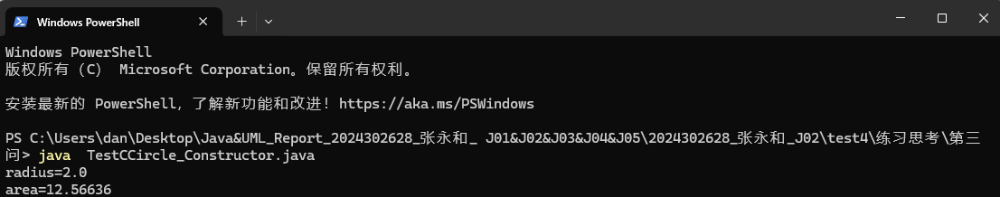 Windows PowerShell
Windows PowerShell
版权所有 (C) Microsoft Corporation。保留所有权利。
安装最新的 PowerShell，了解新功能和改进！https://aka.ms/PSWindows
PS C:\Users\dan\Desktop\Java&UML_Report_2024302628_张永和_ J01&J02&J03&J04&J05\2024302628_张永和_J02\test4\练习思考\第三
问> java  TestCCircle_Constructor.java
radius=2.0
area=12.56636